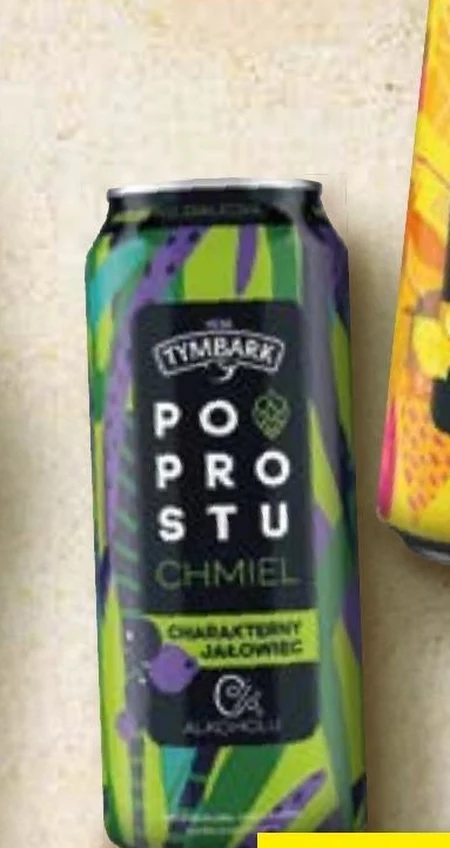 TYMBARK
PO
PRO
STU
CHMIEL
CHARAKTERNY
JAŁOWIEC
0%
ALKOHOLU